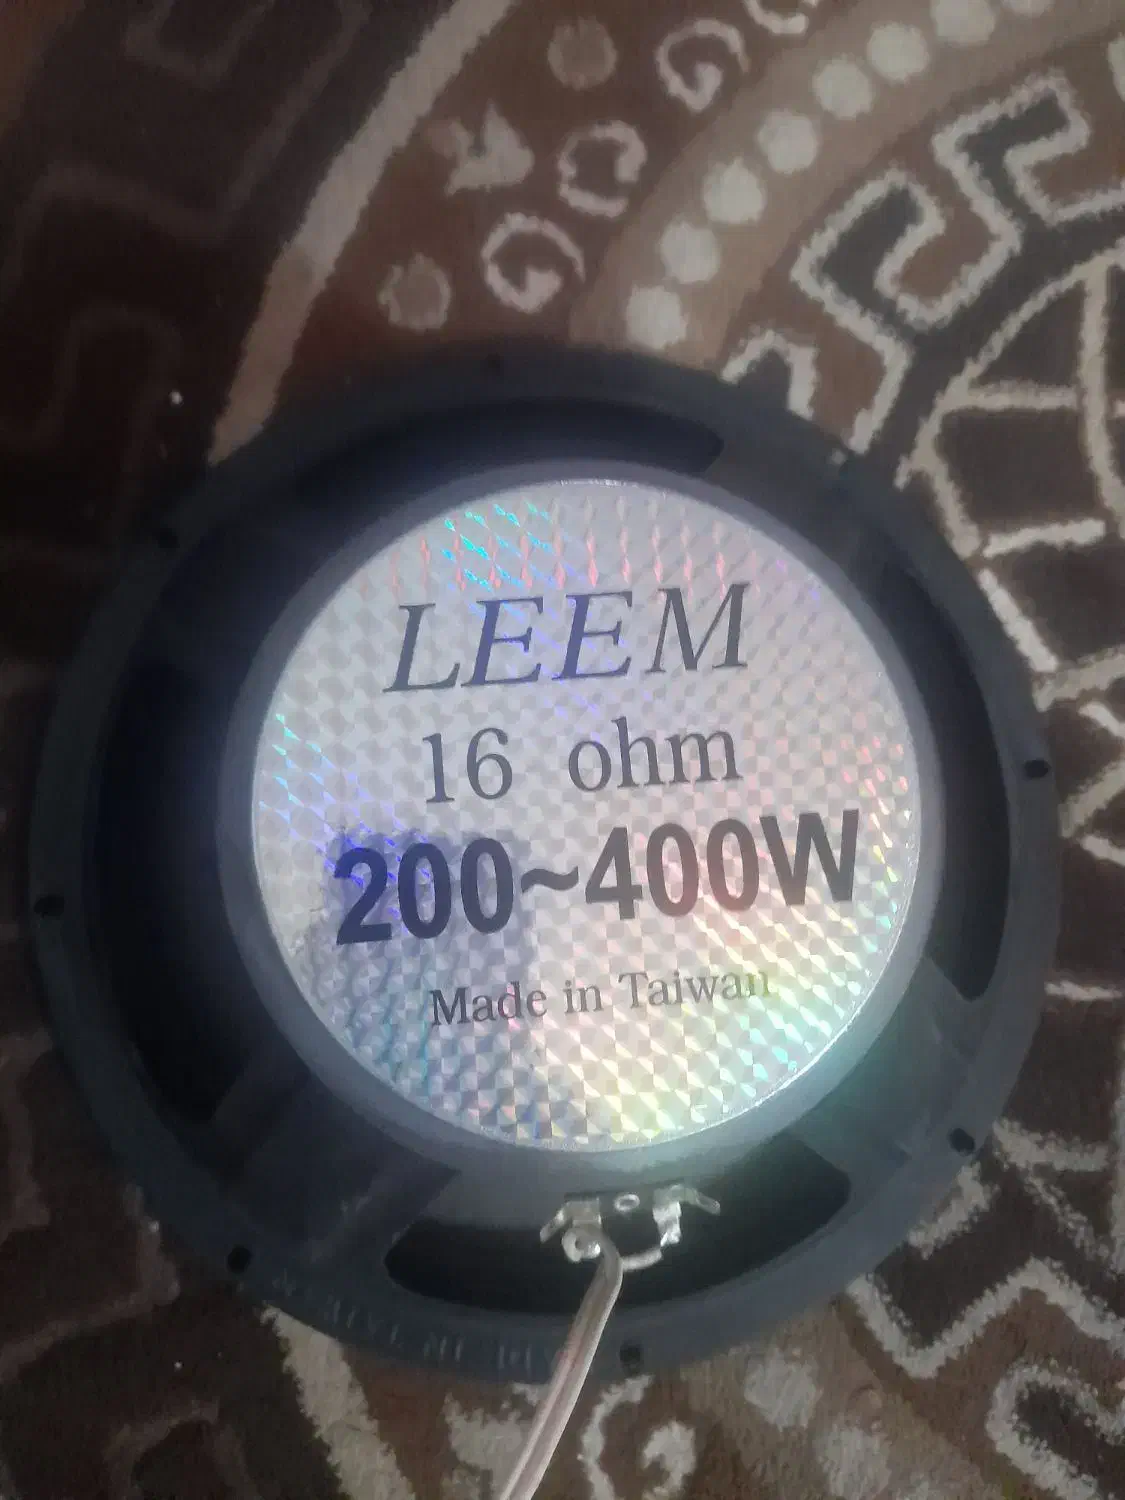 LEEM
16 ohm
200~400W
Made in Taiwan